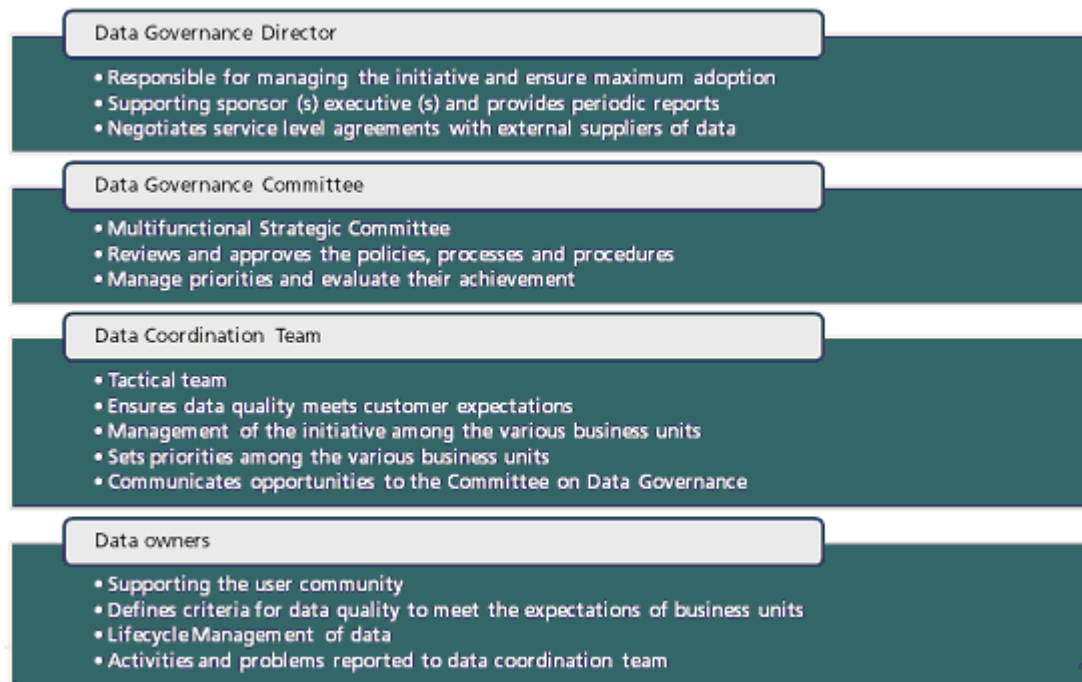 Data Governance Director
• Responsible for managing the initiative and ensure maximum adoption
• Supporting sponsor (s) executive (s) and provides periodic reports
• Negotiates service level agreements with external suppliers of data
Data Governance Committee
• Multifunctional Strategic Committee
• Reviews and approves the policies, processes and procedures
• Manage priorities and evaluate their achievement
Data Coordination Team
• Tactical team
• Ensures data quality meets customer expectations
• Management of the initiative among the various business units
• Sets priorities among the various business units
• Communicates opportunities to the Committee on Data Governance
Data owners
• Supporting the user community
• Defines criteria for data quality to meet the expectations of business units
• Lifecycle Management of data
• Activities and problems reported to data coordination team